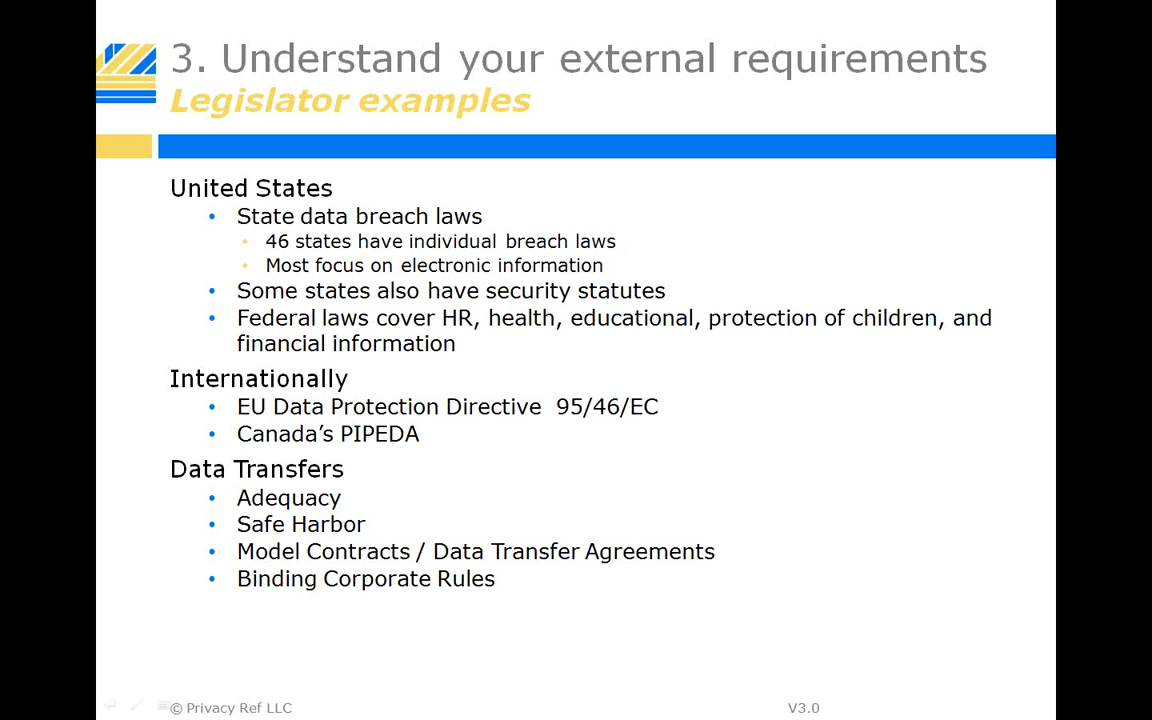 3. Understand your external requirements
Legislator examples
United States
• State data breach laws
• 46 states have individual breach laws
• Most focus on electronic information
• Some states also have security statutes
• Federal laws cover HR, health, educational, protection of children, and
financial information
Internationally
• EU Data Protection Directive  95/46/EC
• Canada’s PIPEDA
Data Transfers
• Adequacy
• Safe Harbor
• Model Contracts / Data Transfer Agreements
• Binding Corporate Rules
© Privacy Ref LLC
V3.0